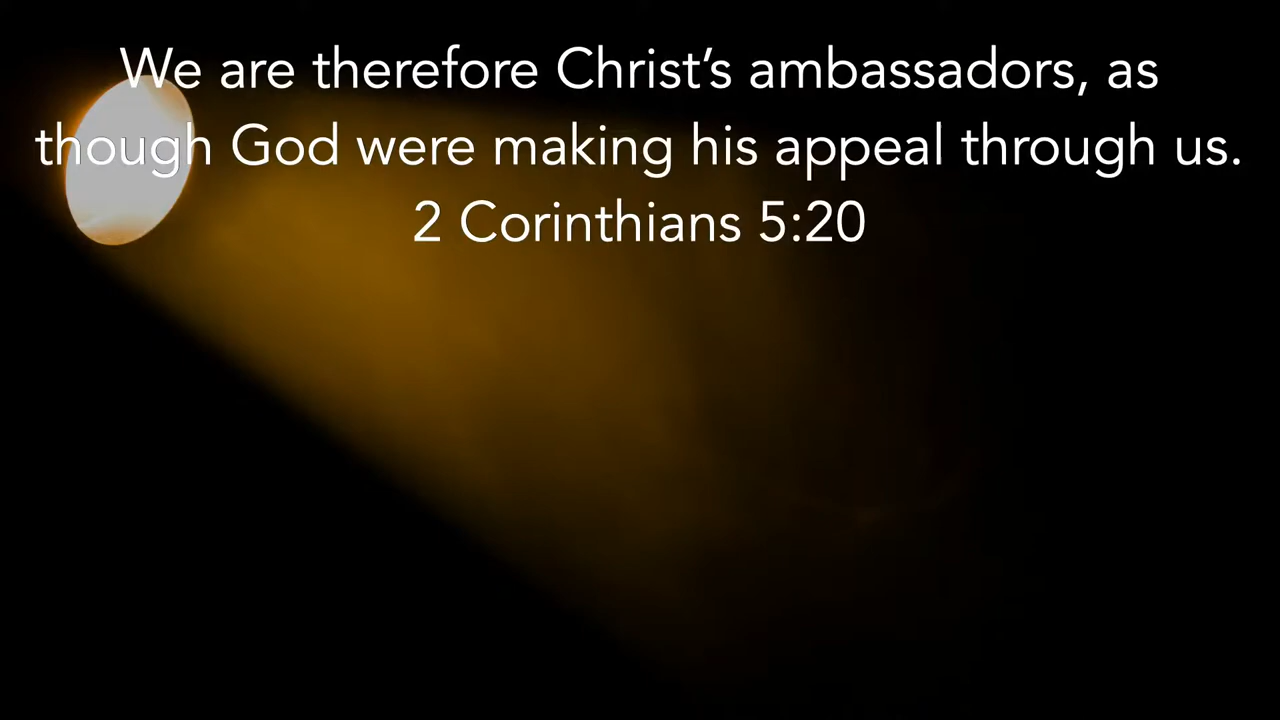 We are therefore Christ’s ambassadors, as
though God were making his appeal through us.
2 Corinthians 5:20